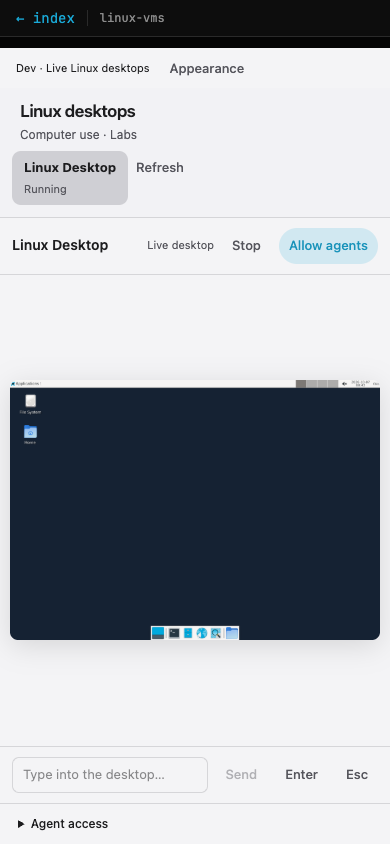 ← index
linux-vms
Dev · Live Linux desktops
Appearance
Linux desktops
Computer use · Labs
Linux Desktop
Running
Refresh
Linux Desktop
Live desktop
Stop
Allow agents
Applications
File System
Home
Type into the desktop...
Send
Enter
Esc
▶ Agent access